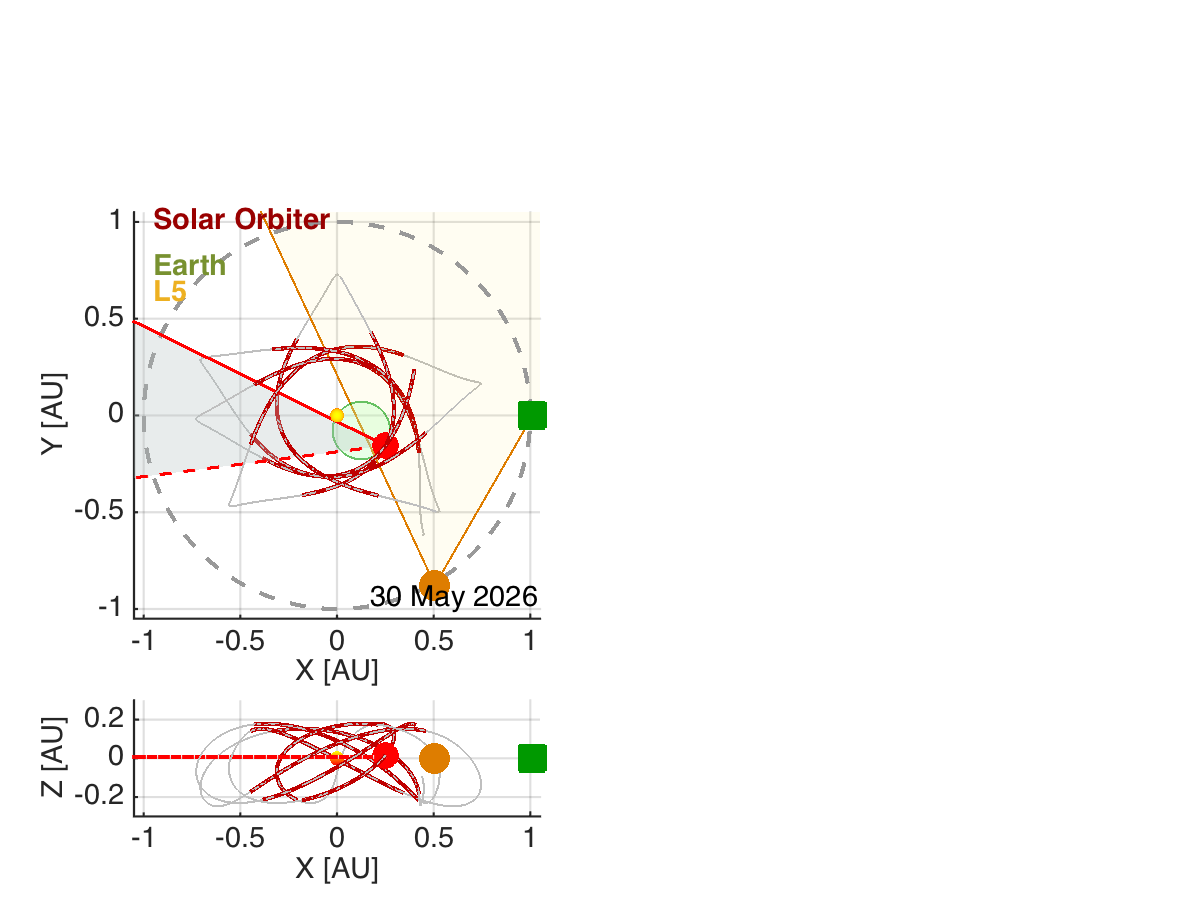 Solar Orbiter
Earth
L5
1
0.5
0
-0.5
-1
Y [AU]
30 May 2026
-1 -0.5 0 0.5 1
X [AU]
0.2
0
-0.2
Z [AU]
-1 -0.5 0 0.5 1
X [AU]